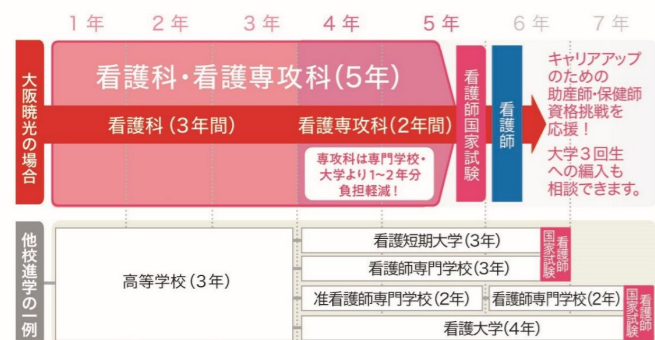 1年 2年 3年 4年 5年 6年 7年
大阪暁光の場合
看護科・看護専攻科(5年)
看護科(3年間)
看護専攻科(2年間)
専攻科は専門学校・
大学より1~2年分
負担軽減!
看護師国家試験
看護師
キャリアアップ
のための
助産師・保健師
資格挑戦を
応援!
大学3回生
への編入も
相談できます。
他校進学の一例
高等学校(3年)
看護短期大学(3年)
看護師専門学校(3年)
看護師
国家試験
准看護師専門学校(2年)
看護師専門学校(2年)
看護大学(4年)
看護師
国家試験